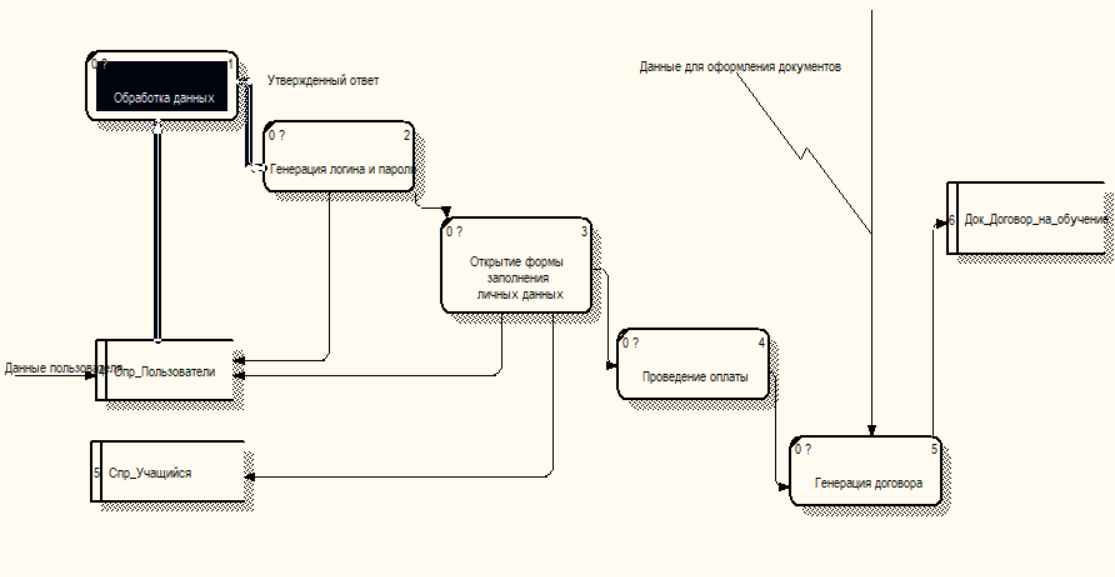 0 ?
1
Обработка данных
Утвержденный ответ
0 ?
2
Генерация логина и пароля
Данные для оформления документов
0 ?
3
Открытие формы
заполнения
личных данных
6
Док_Договор_на_обучение
Данные пользователя
Спр_Пользователи
0 ?
4
Проведение оплаты
5
Спр_Учащийся
0 ?
5
Генерация договора